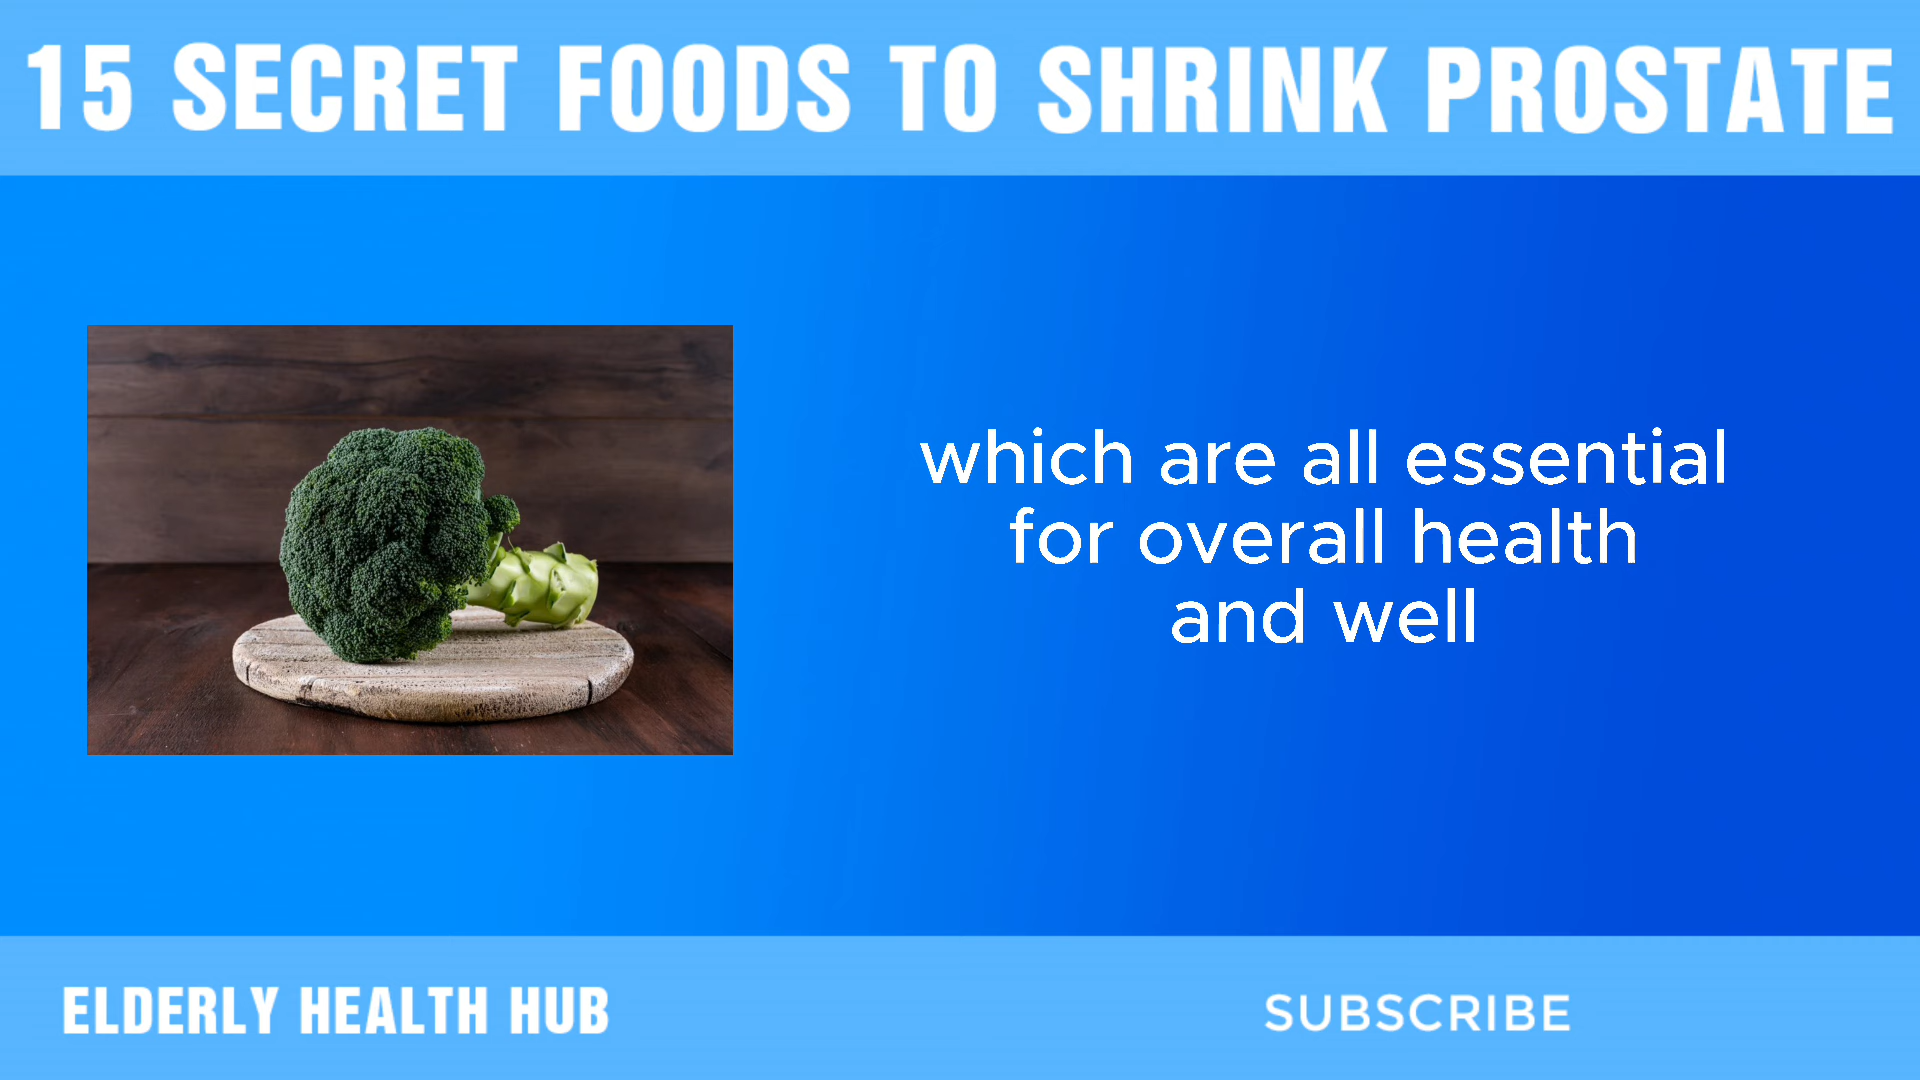 15 SECRET FOODS TO SHRINK PROSTATE
which are all essential
for overall health
and well
ELDERLY HEALTH HUB
SUBSCRIBE